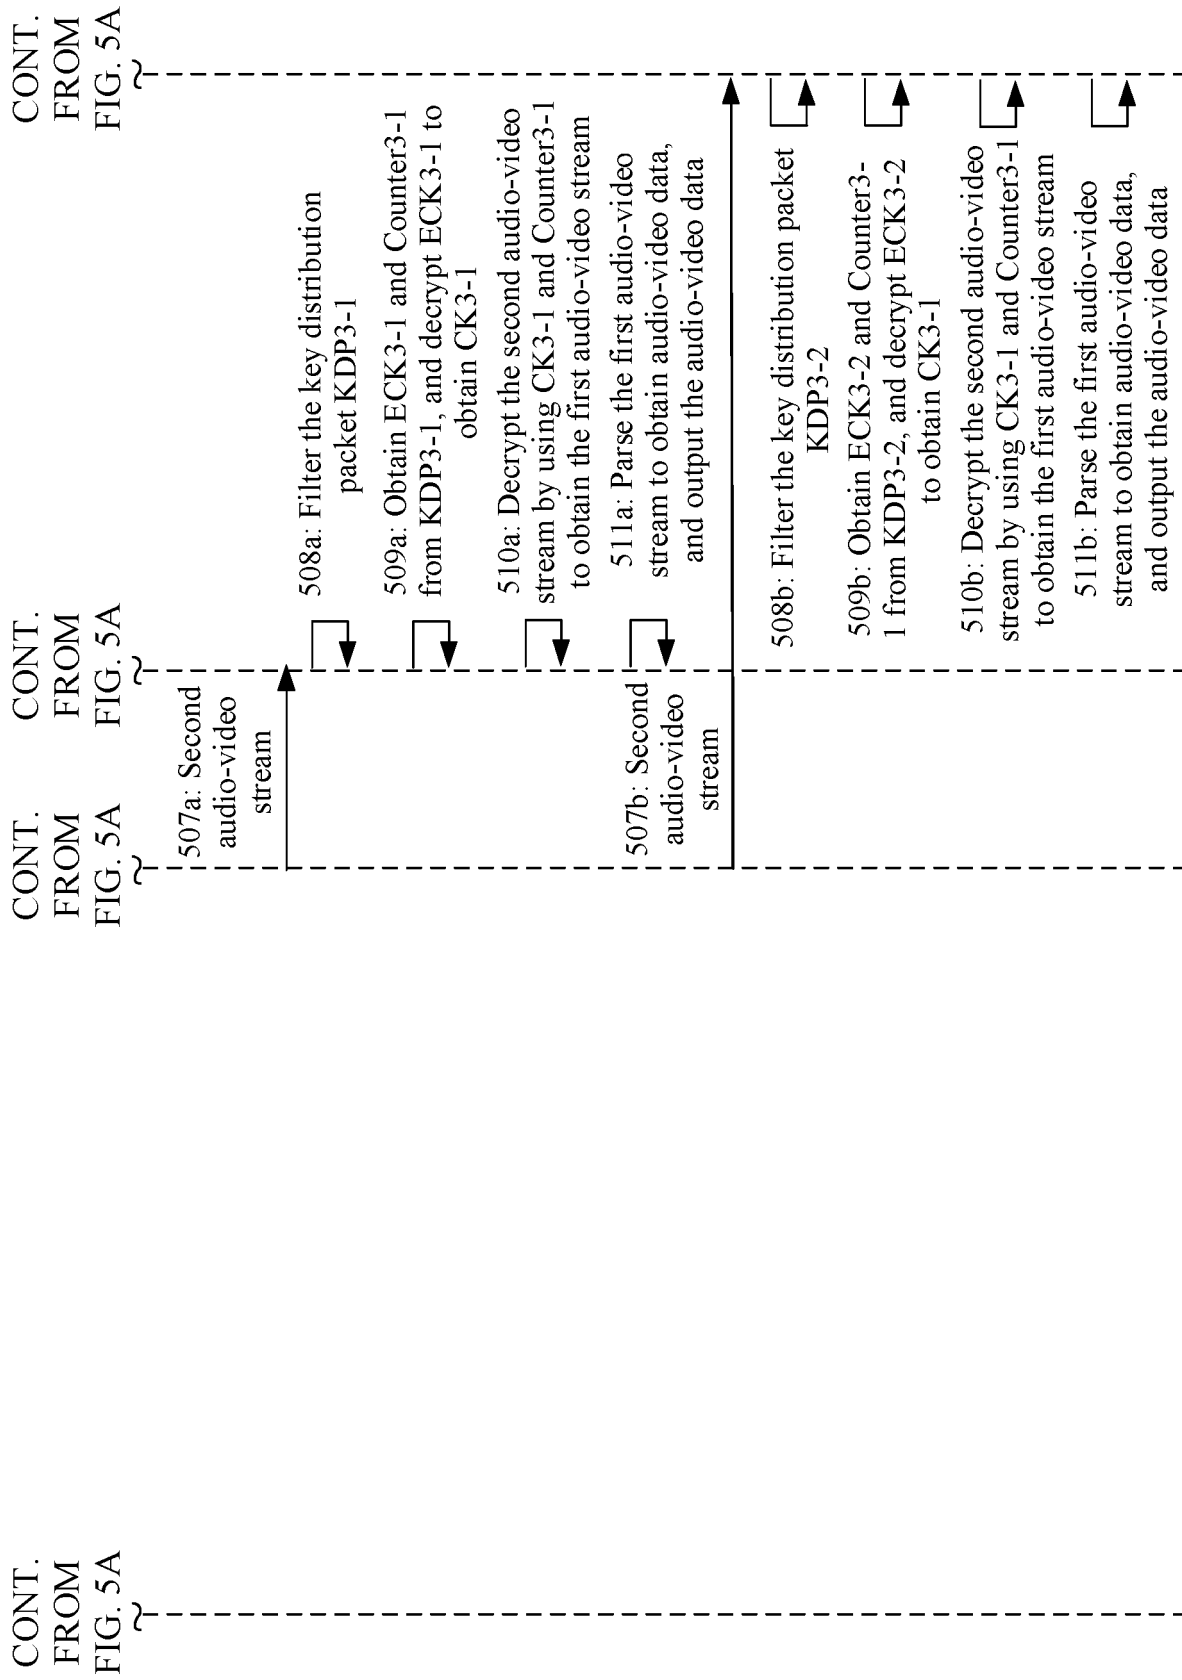 CONT.
FROM
FIG. 5A
CONT.
FROM
FIG. 5A
CONT.
FROM
FIG. 5A
CONT.
FROM
FIG. 5A
507a: Second
audio-video
stream
508a: Filter the key distribution
packet KDP3-1
509a: Obtain ECK3-1 and Counter3-1
from KDP3-1, and decrypt ECK3-1 to
obtain CK3-1
510a: Decrypt the second audio-video
stream by using CK3-1 and Counter3-1
to obtain the first audio-video stream
511a: Parse the first audio-video
stream to obtain audio-video data,
and output the audio-video data
507b: Second
audio-video
stream
508b: Filter the key distribution packet
KDP3-2
509b: Obtain ECK3-2 and Counter3-
1 from KDP3-2, and decrypt ECK3-2
to obtain CK3-1
510b: Decrypt the second audio-video
stream by using CK3-1 and Counter3-1
to obtain the first audio-video stream
511b: Parse the first audio-video
stream to obtain audio-video data,
and output the audio-video data